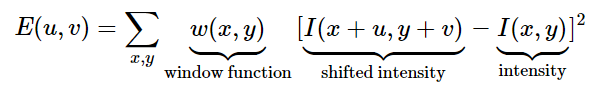 E(u, v) = ∑ w(x, y) [I(x + u, y + v) − I(x, y)]²
x,y
window function shifted intensity intensity